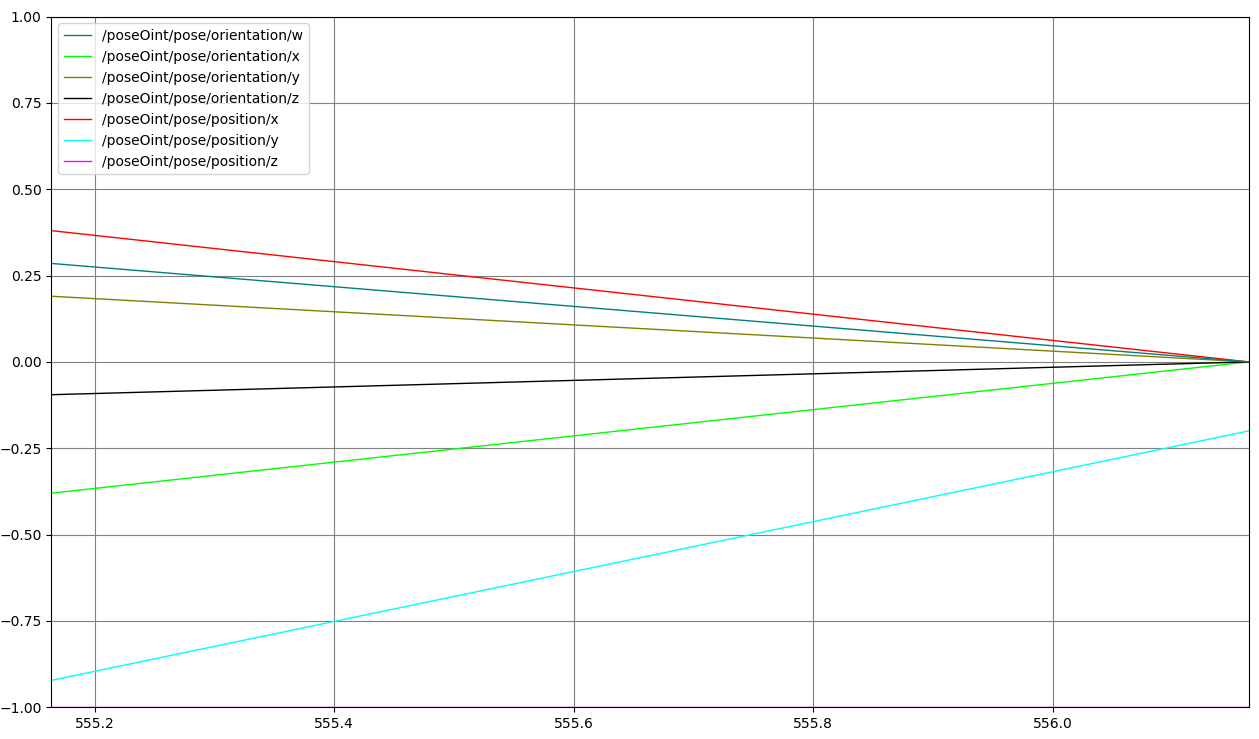 1.00
0.75
0.50
0.25
0.00
−0.25
−0.50
−0.75
−1.00
/poseOint/pose/orientation/w
/poseOint/pose/orientation/x
/poseOint/pose/orientation/y
/poseOint/pose/orientation/z
/poseOint/pose/position/x
/poseOint/pose/position/y
/poseOint/pose/position/z
555.2 555.4 555.6 555.8 556.0